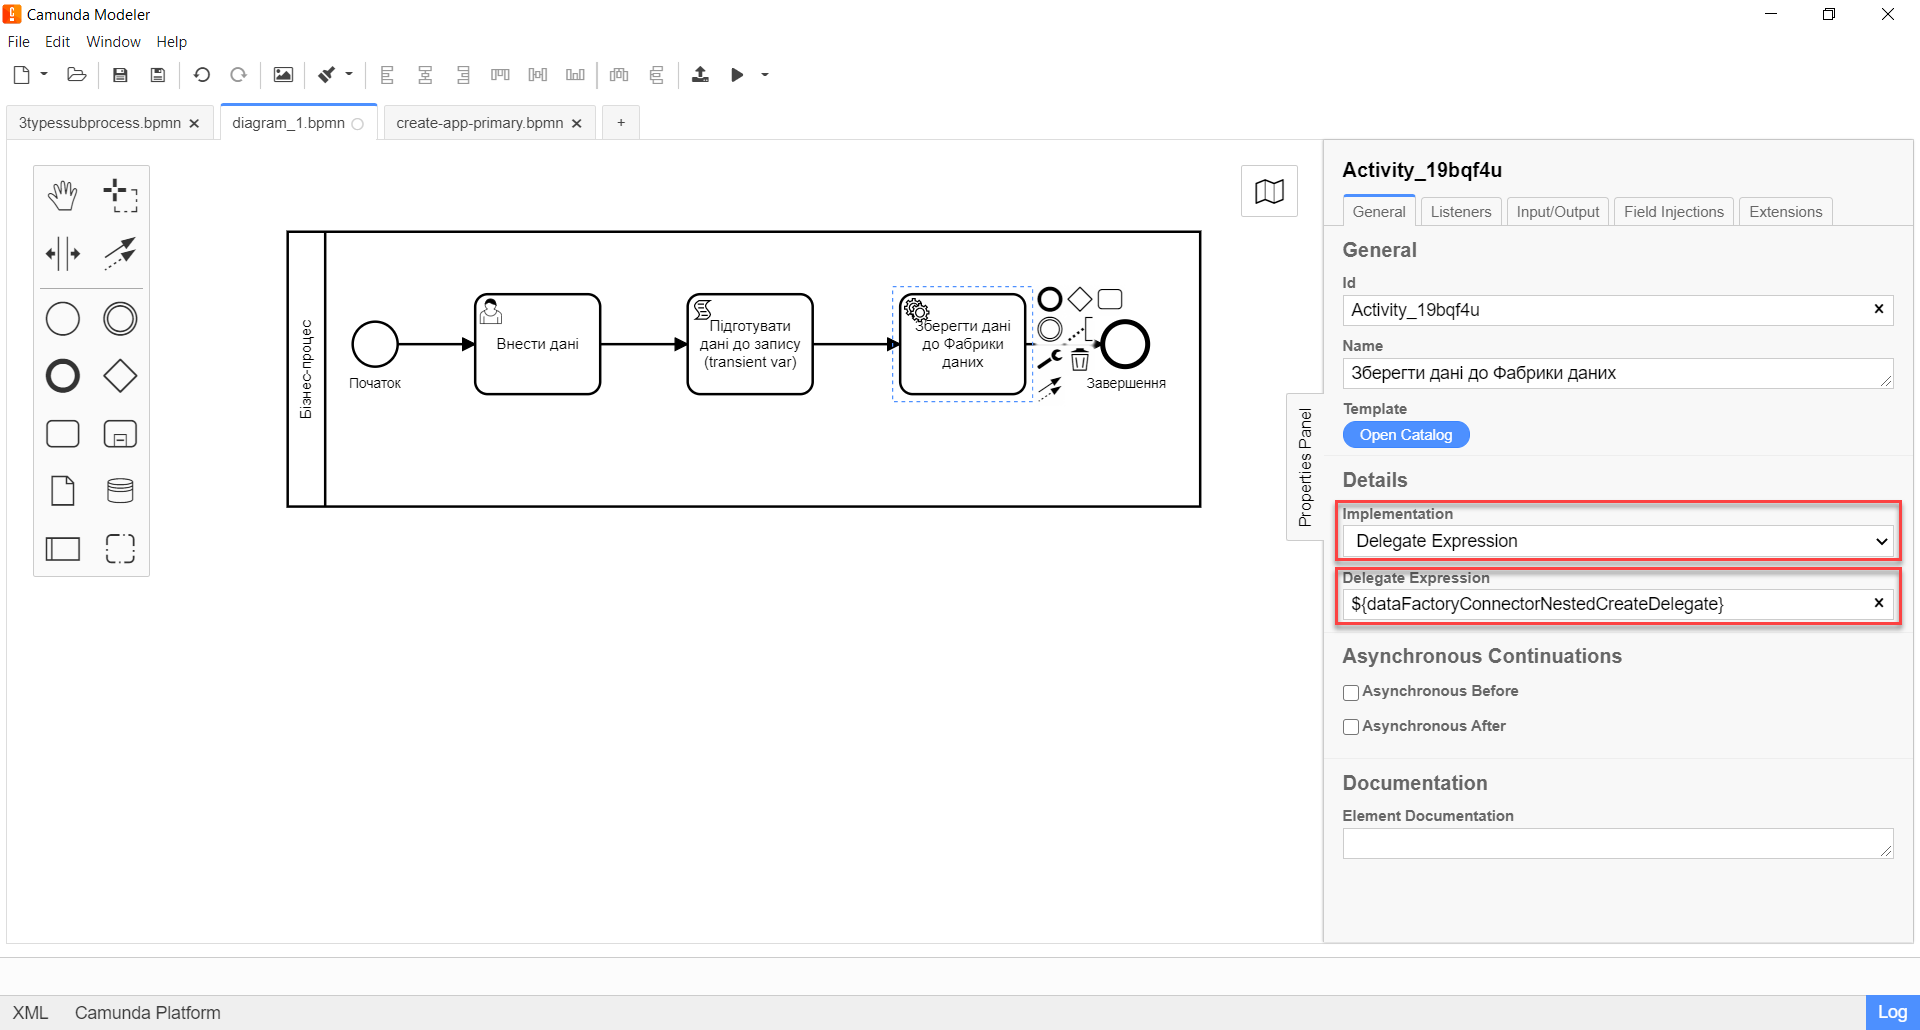 Camunda Modeler
File Edit Window Help
3typessubprocess.bpmn
diagram_1.bpmn
create-app-primary.bpmn
+
Бізнес-процес
Початок
Внести дані
Підготувати
дані до запису
(transient var)
Зберегти дані
до Фабрики
даних
Завершення
Properties Panel
Activity_19bqf4u
General Listeners Input/Output Field Injections Extensions
General
Id
Activity_19bqf4u
Name
Зберегти дані до Фабрики даних
Template
Open Catalog
Details
Implementation
Delegate Expression
Delegate Expression
${dataFactoryConnectorNestedCreateDelegate}
Asynchronous Continuations
Asynchronous Before
Asynchronous After
Documentation
Element Documentation
XML Camunda Platform
Log